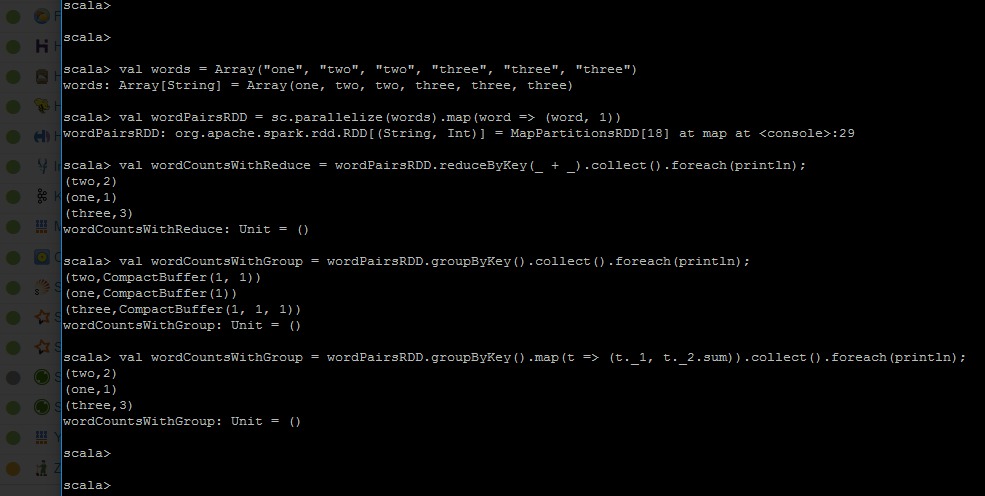 scala>
scala>
scala> val words = Array("one", "two", "two", "three", "three", "three")
words: Array[String] = Array(one, two, two, three, three, three)
scala> val wordPairsRDD = sc.parallelize(words).map(word => (word, 1))
wordPairsRDD: org.apache.spark.rdd.RDD[(String, Int)] = MapPartitionsRDD[18] at map at <console>:29
scala> val wordCountsWithReduce = wordPairsRDD.reduceByKey(_ + _).collect().foreach(println);
(two,2)
(one,1)
(three,3)
wordCountsWithReduce: Unit = ()
scala> val wordCountsWithGroup = wordPairsRDD.groupByKey().collect().foreach(println);
(two,CompactBuffer(1, 1))
(one,CompactBuffer(1))
(three,CompactBuffer(1, 1, 1))
wordCountsWithGroup: Unit = ()
scala> val wordCountsWithGroup = wordPairsRDD.groupByKey().map(t => (t._1, t._2.sum)).collect().foreach(println);
(two,2)
(one,1)
(three,3)
wordCountsWithGroup: Unit = ()
scala>
scala>